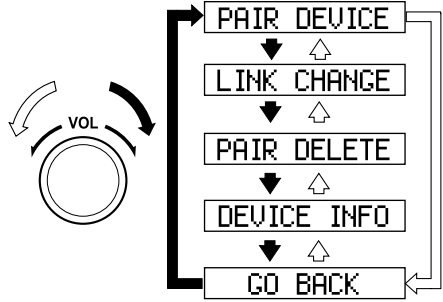 PAIR DEVICE
LINK CHANGE
VOL
PAIR DELETE
DEVICE INFO
GO BACK